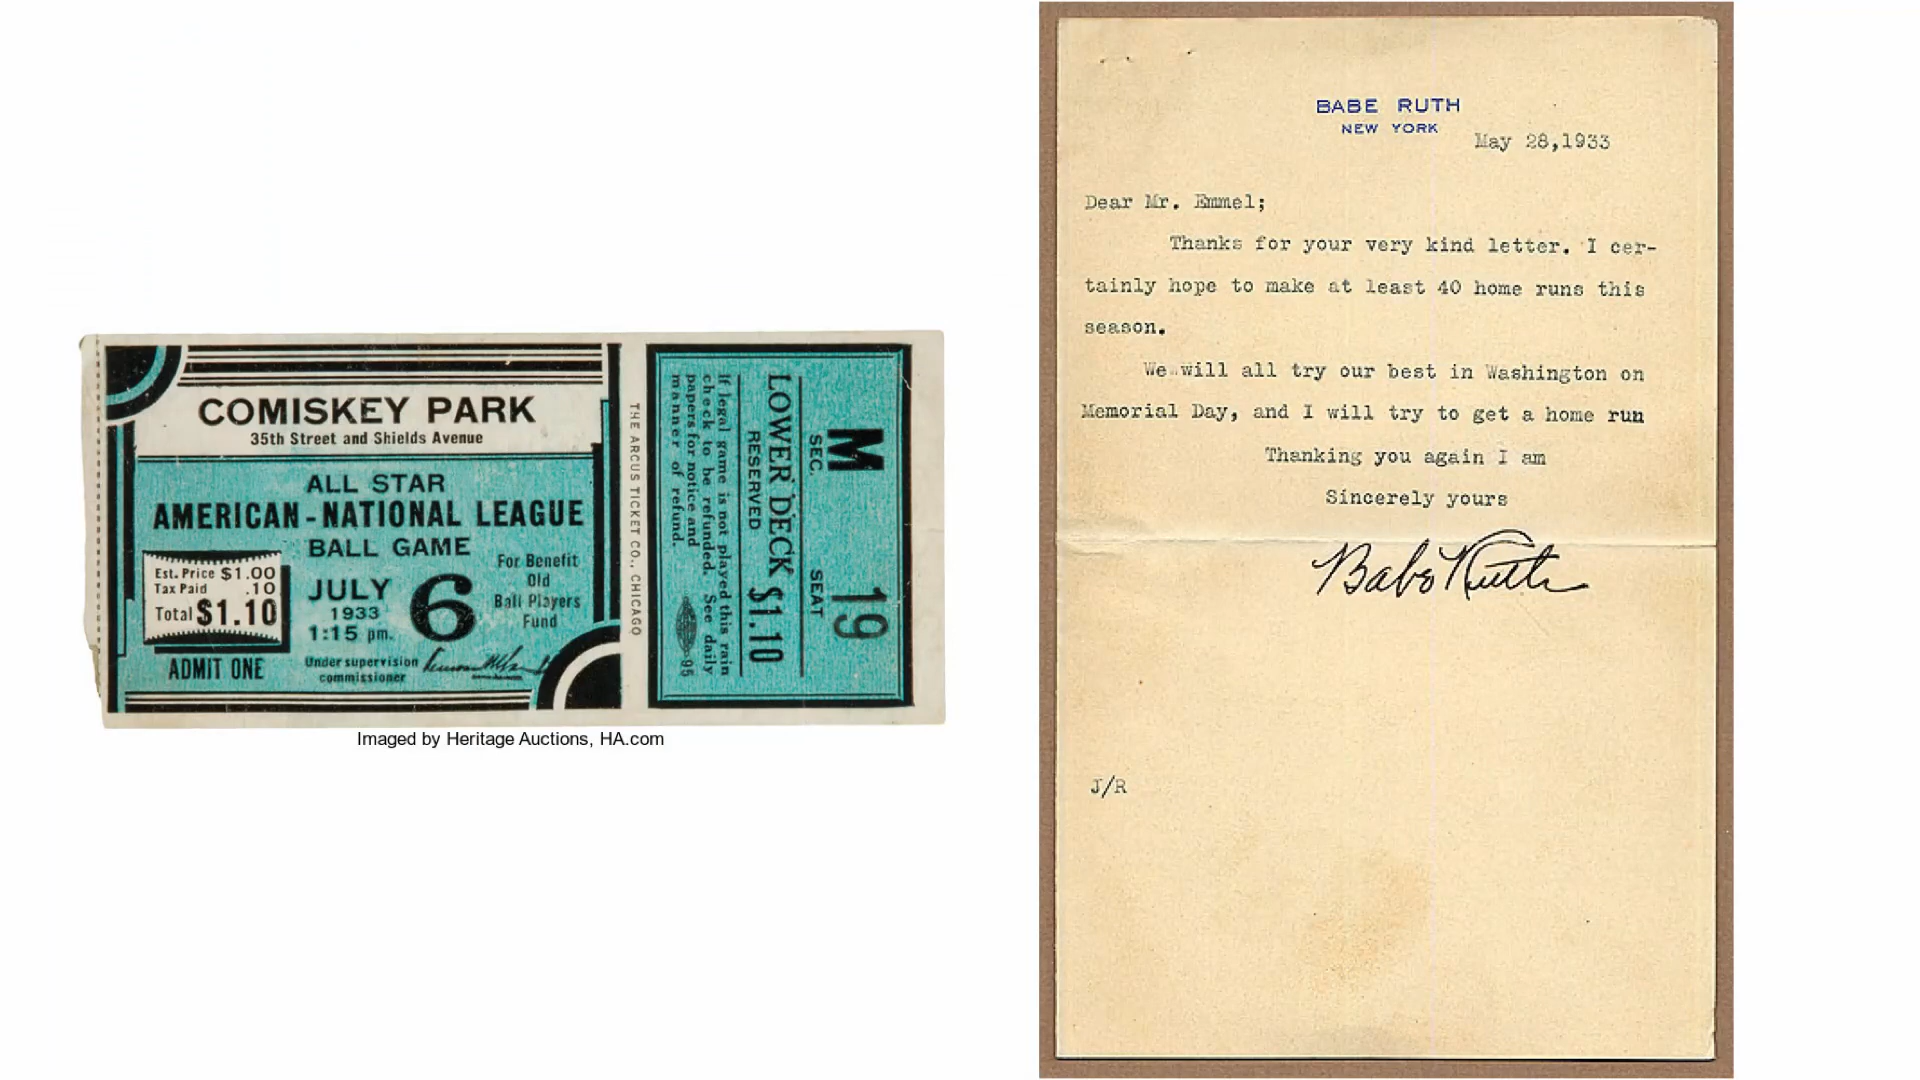 COMISKEY PARK
35th Street and Shields Avenue
ALL STAR
AMERICAN-NATIONAL LEAGUE
BALL GAME
Est. Price $1.00
Tax Paid .10
Total $1.10
ADMIT ONE
JULY 6
1933
1:15 pm.
For Benefit
Old
Ball Players
Fund
Under supervision
commissioner
THE ARCUS TICKET CO., CHICAGO
M
SEC.
19
SEAT
LOWER DECK $1.10
RESERVED
If legal game is not played this rain
check to be refunded. See daily
papers for notice and
manner of refund.
95
Imaged by Heritage Auctions, HA.com
BABE RUTH
NEW YORK
May 28,1933
Dear Mr. Emmel;
Thanks for your very kind letter. I cer-
tainly hope to make at least 40 home runs this
season.
We will all try our best in Washington on
Memorial Day, and I will try to get a home run
Thanking you again I am
Sincerely yours
Babe Ruth
J/R